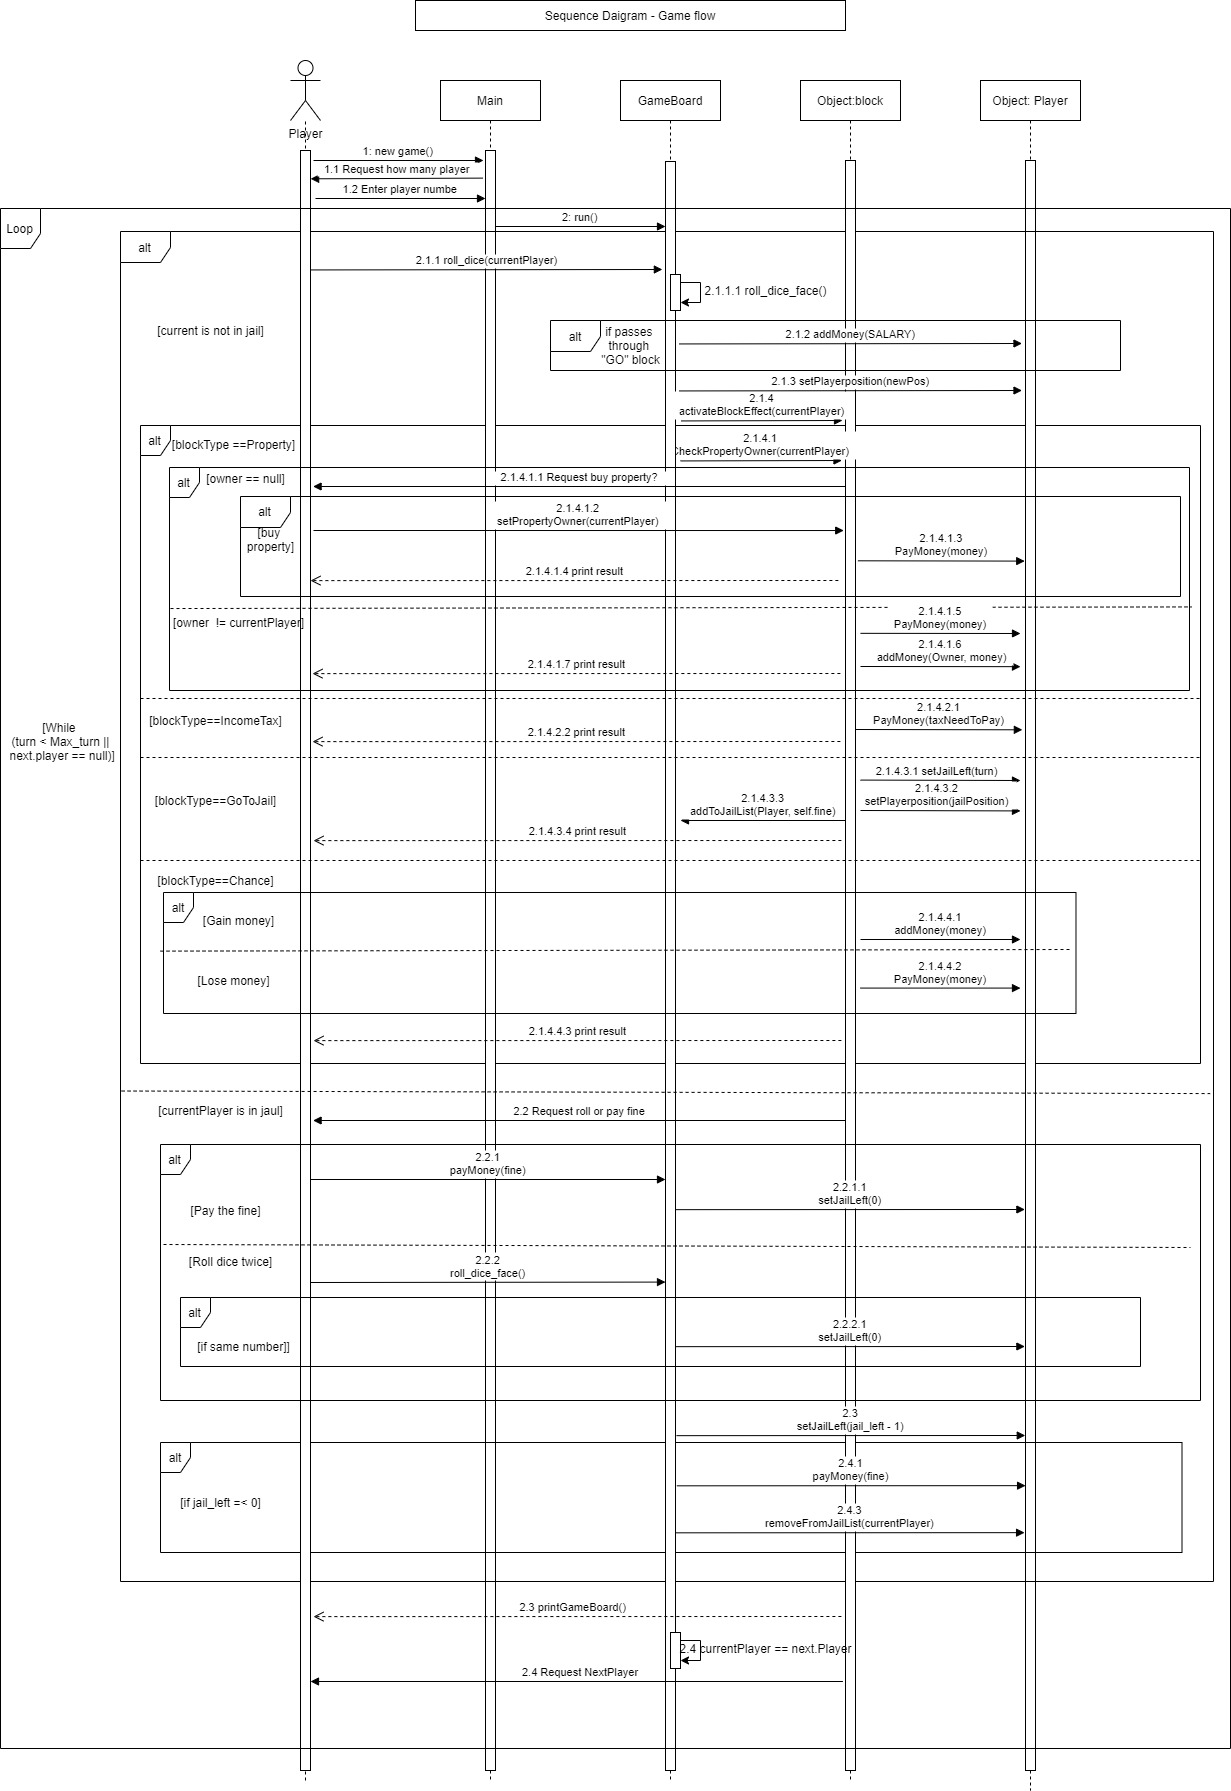 Sequence Daigram - Game flow
Player
Main
GameBoard
Object:block
Object: Player
1: new game()
1.1 Request how many player
1.2 Enter player numbe
Loop
2: run()
alt
2.1.1 roll_dice(currentPlayer)
2.1.1.1 roll_dice_face()
[current is not in jail]
alt
if passes
through
"GO" block
2.1.2 addMoney(SALARY)
2.1.3 setPlayerposition(newPos)
2.1.4
activateBlockEffect(currentPlayer)
alt
[blockType ==Property]
2.1.4.1
CheckPropertyOwner(currentPlayer)
alt
[owner == null]
2.1.4.1.1 Request buy property?
alt
[buy
property]
2.1.4.1.2
setPropertyOwner(currentPlayer)
2.1.4.1.3
PayMoney(money)
2.1.4.1.4 print result
[owner  != currentPlayer]
2.1.4.1.5
PayMoney(money)
2.1.4.1.6
addMoney(Owner, money)
2.1.4.1.7 print result
[While
(turn < Max_turn ||
next.player == null)]
[blockType==IncomeTax]
2.1.4.2.1
PayMoney(taxNeedToPay)
2.1.4.2.2 print result
[blockType==GoToJail]
2.1.4.3.1 setJailLeft(turn)
2.1.4.3.2
setPlayerposition(jailPosition)
2.1.4.3.3
addToJailList(Player, self.fine)
2.1.4.3.4 print result
[blockType==Chance]
alt
[Gain money]
2.1.4.4.1
addMoney(money)
[Lose money]
2.1.4.4.2
PayMoney(money)
2.1.4.4.3 print result
[currentPlayer is in jaul]
2.2 Request roll or pay fine
alt
2.2.1
payMoney(fine)
[Pay the fine]
2.2.1.1
setJailLeft(0)
[Roll dice twice]
2.2.2
roll_dice_face()
alt
[if same number]]
2.2.2.1
setJailLeft(0)
2.3
setJailLeft(jail_left - 1)
alt
[if jail_left =< 0]
2.4.1
payMoney(fine)
2.4.3
removeFromJailList(currentPlayer)
2.3 printGameBoard()
2.4 currentPlayer == next.Player
2.4 Request NextPlayer